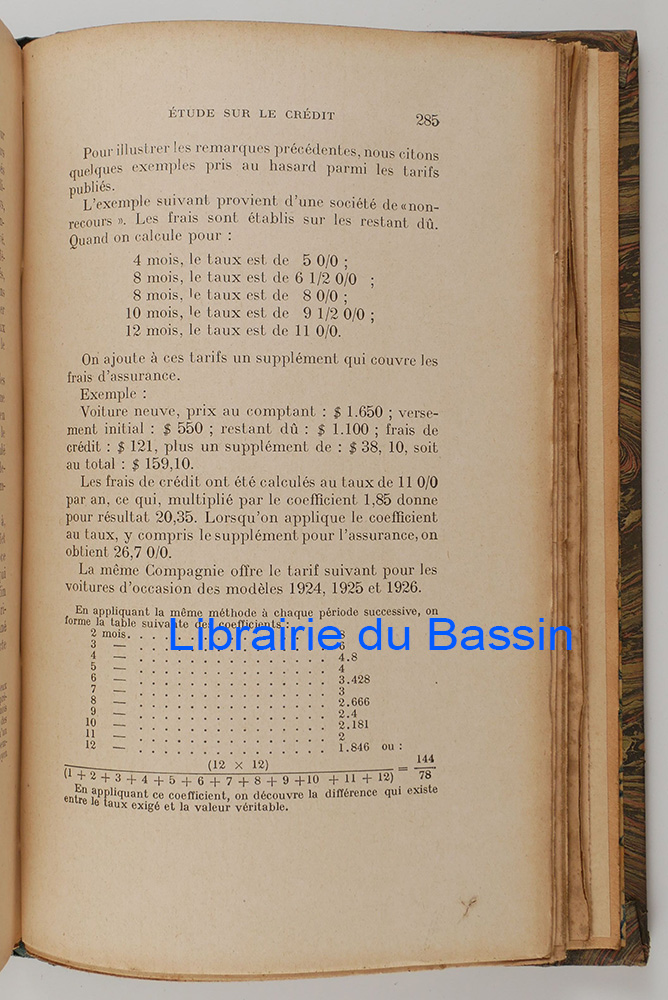 ÉTUDE SUR LE CRÉDIT 285
Pour illustrer les remarques précédentes, nous citons
quelques exemples pris au hasard parmi les tarifs
publiés.
L'exemple suivant provient d'une société de «non-
recours ». Les frais sont établis sur les restant dû.
Quand on calcule pour :
4 mois, le taux est de 5 0/0 ;
8 mois, le taux est de 6 1/2 0/0 ;
8 mois, le taux est de 8 0/0 ;
10 mois, le taux est de 9 1/2 0/0 ;
12 mois, le taux est de 11 0/0.
On ajoute à ces tarifs un supplément qui couvre les
frais d'assurance.
Exemple :
Voiture neuve, prix au comptant : $ 1.650 ; verse-
ment initial : $ 550 ; restant dû : $ 1.100 ; frais de
crédit : $ 121, plus un supplément de : $ 38, 10, soit
au total : $ 159,10.
Les frais de crédit ont été calculés au taux de 11 0/0
par an, ce qui, multiplié par le coefficient 1,85 donne
pour résultat 20,35. Lorsqu'on applique le coefficient
au taux, y compris le supplément pour l'assurance, on
obtient 26,7 0/0.
La même Compagnie offre le tarif suivant pour les
voitures d'occasion des modèles 1924, 1925 et 1926.
En appliquant la même méthode à chaque période successive, on
forme la table suivante des coefficients :
Librairie du Bassin
2 mois. . . . . . . . . . . . . 8
3 — . . . . . . . . . . . . 6
4 — . . . . . . . . . . . . 4.8
5 — . . . . . . . . . . . . 4
6 — . . . . . . . . . . . . 3.428
7 — . . . . . . . . . . . . 3
8 — . . . . . . . . . . . . 2.666
9 — . . . . . . . . . . . . 2.4
10 — . . . . . . . . . . . . 2.181
11 — . . . . . . . . . . . . 2
12 — . . . . . . . . . . . . 1.846 ou :
(12 × 12) 144
(1 + 2 + 3 + 4 + 5 + 6 + 7 + 8 + 9 +10 + 11 + 12) = 78
En appliquant ce coefficient, on découvre la différence qui existe
entre le taux exigé et la valeur véritable.